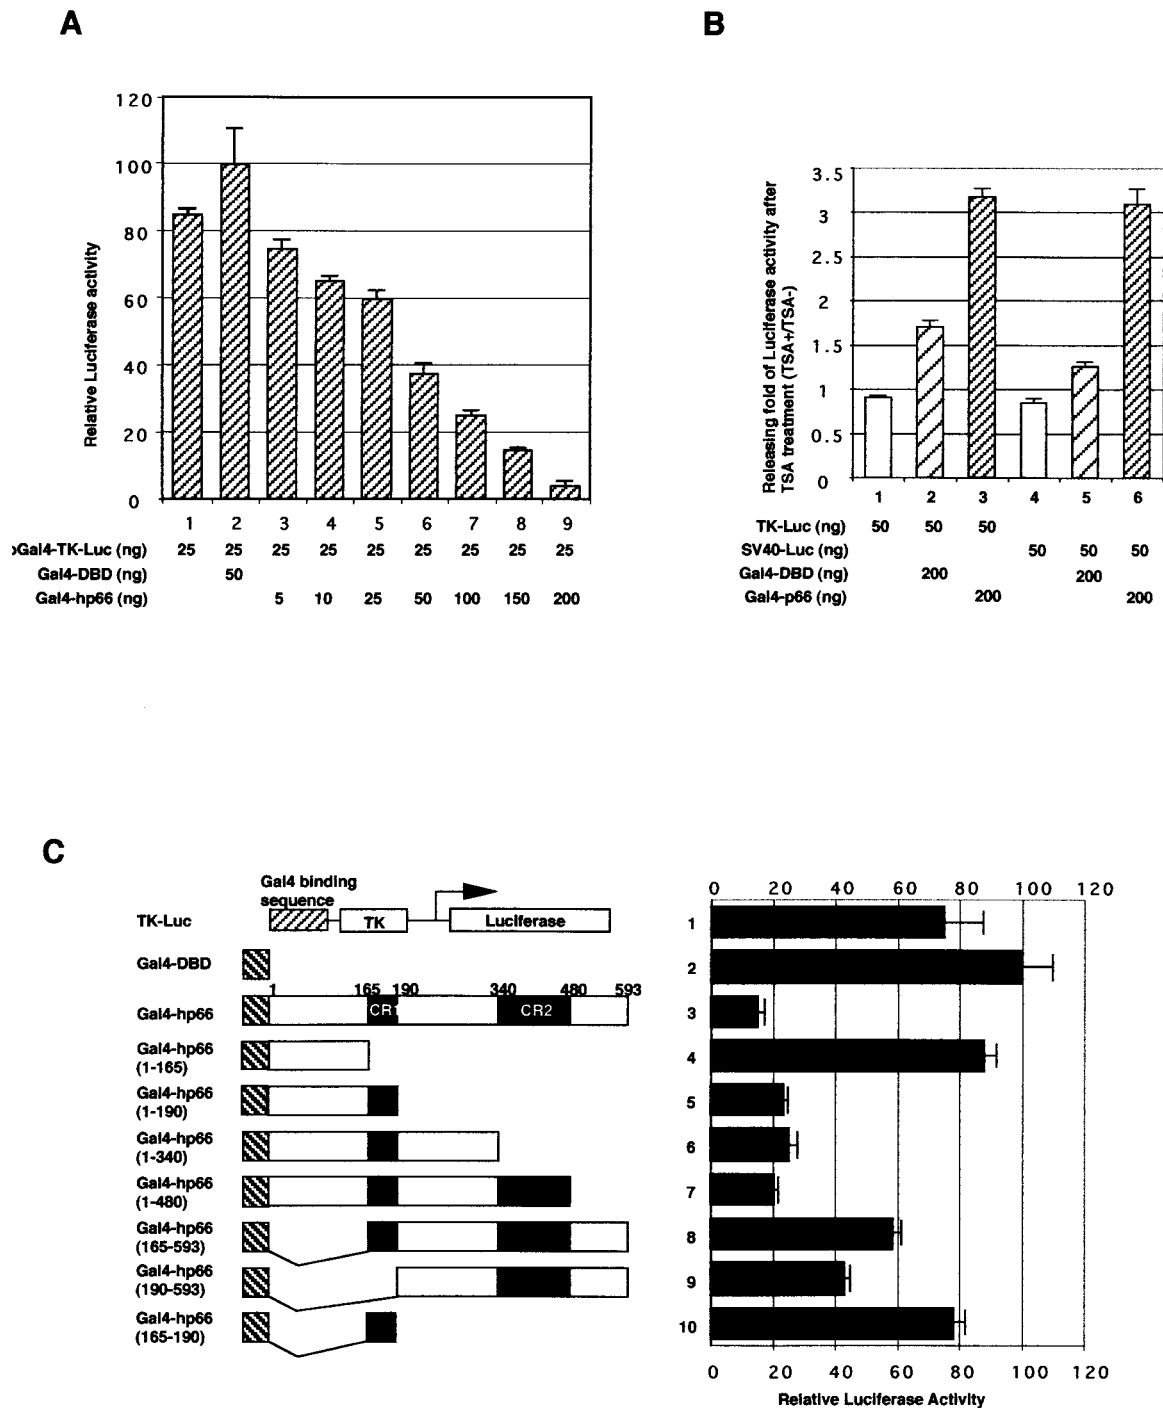 A
120
100
80
60
40
20
0
Relative Luciferase activity
1 2 3 4 5 6 7 8 9
oGal4-TK-Luc (ng) 25 25 25 25 25 25 25 25 25
Gal4-DBD (ng) 50
Gal4-hp66 (ng) 5 10 25 50 100 150 200
B
3.5
3
2.5
2
1.5
1
0.5
0
Releasing fold of Luciferase activity after
TSA treatment (TSA+/TSA-)
1 2 3 4 5 6
TK-Luc (ng) 50 50 50
SV40-Luc (ng) 50 50 50
Gal4-DBD (ng) 200 200
Gal4-p66 (ng) 200 200
C
Gal4 binding
sequence
TK-Luc TK Luciferase
Gal4-DBD
1 165 190 340 480 593
Gal4-hp66 CR1 CR2
Gal4-hp66
(1-165)
Gal4-hp66
(1-190)
Gal4-hp66
(1-340)
Gal4-hp66
(1-480)
Gal4-hp66
(165-593)
Gal4-hp66
(190-593)
Gal4-hp66
(165-190)
0 20 40 60 80 100 120
1
2
3
4
5
6
7
8
9
10
0 20 40 60 80 100 120
Relative Luciferase Activity